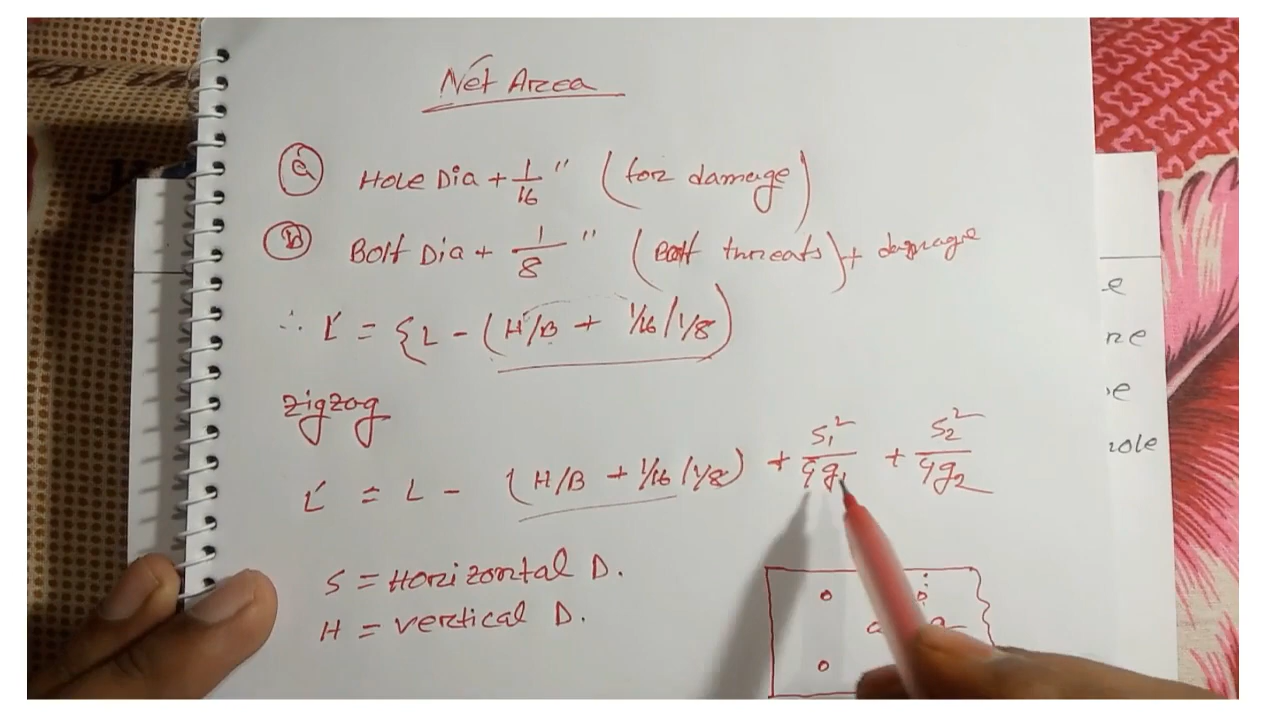 Net Area
(a) Hole Dia + 1/16 " (for damage)
(b) Bolt Dia + 1/8 " (Bolt threats) + damage
∴ L' = {L - (H/B + 1/16 / 1/8)
zigzag
L' = L - (H/B + 1/16 / 1/8) + S₁²/4g₁ + S₂²/4g₂
S = Horizontal D.
H = vertical D.